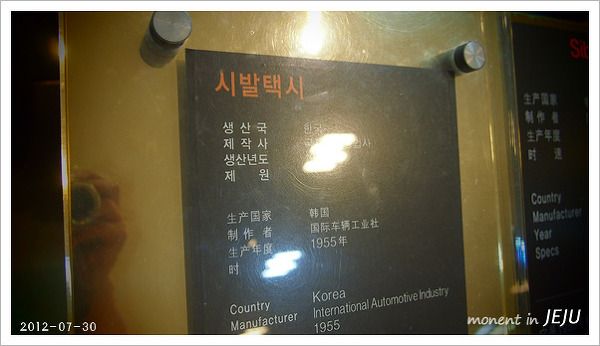 시발택시
생산국 한국
제작사
생산년도
제 원
生产国家 韩国
制作者 国际车辆工业社
生产年度 1955年
时
Country Korea
Manufacturer International Automotive Industry
1955
生产国家
制作者
生产年度
时 速
Country
Manufacturer
Year
Specs
2012-07-30
monent in JEJU